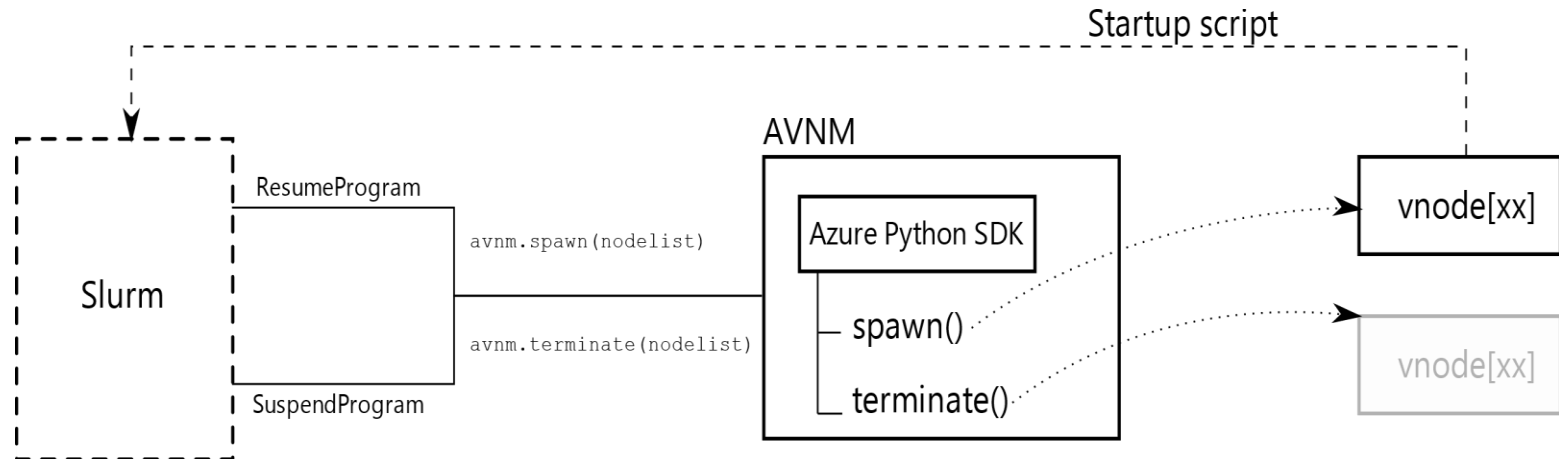 Startup script
AVNM
ResumeProgram
Azure Python SDK
vnode[xx]
avnm.spawn(nodelist)
Slurm
spawn()
avnm.terminate(nodelist)
vnode[xx]
SuspendProgram
terminate()